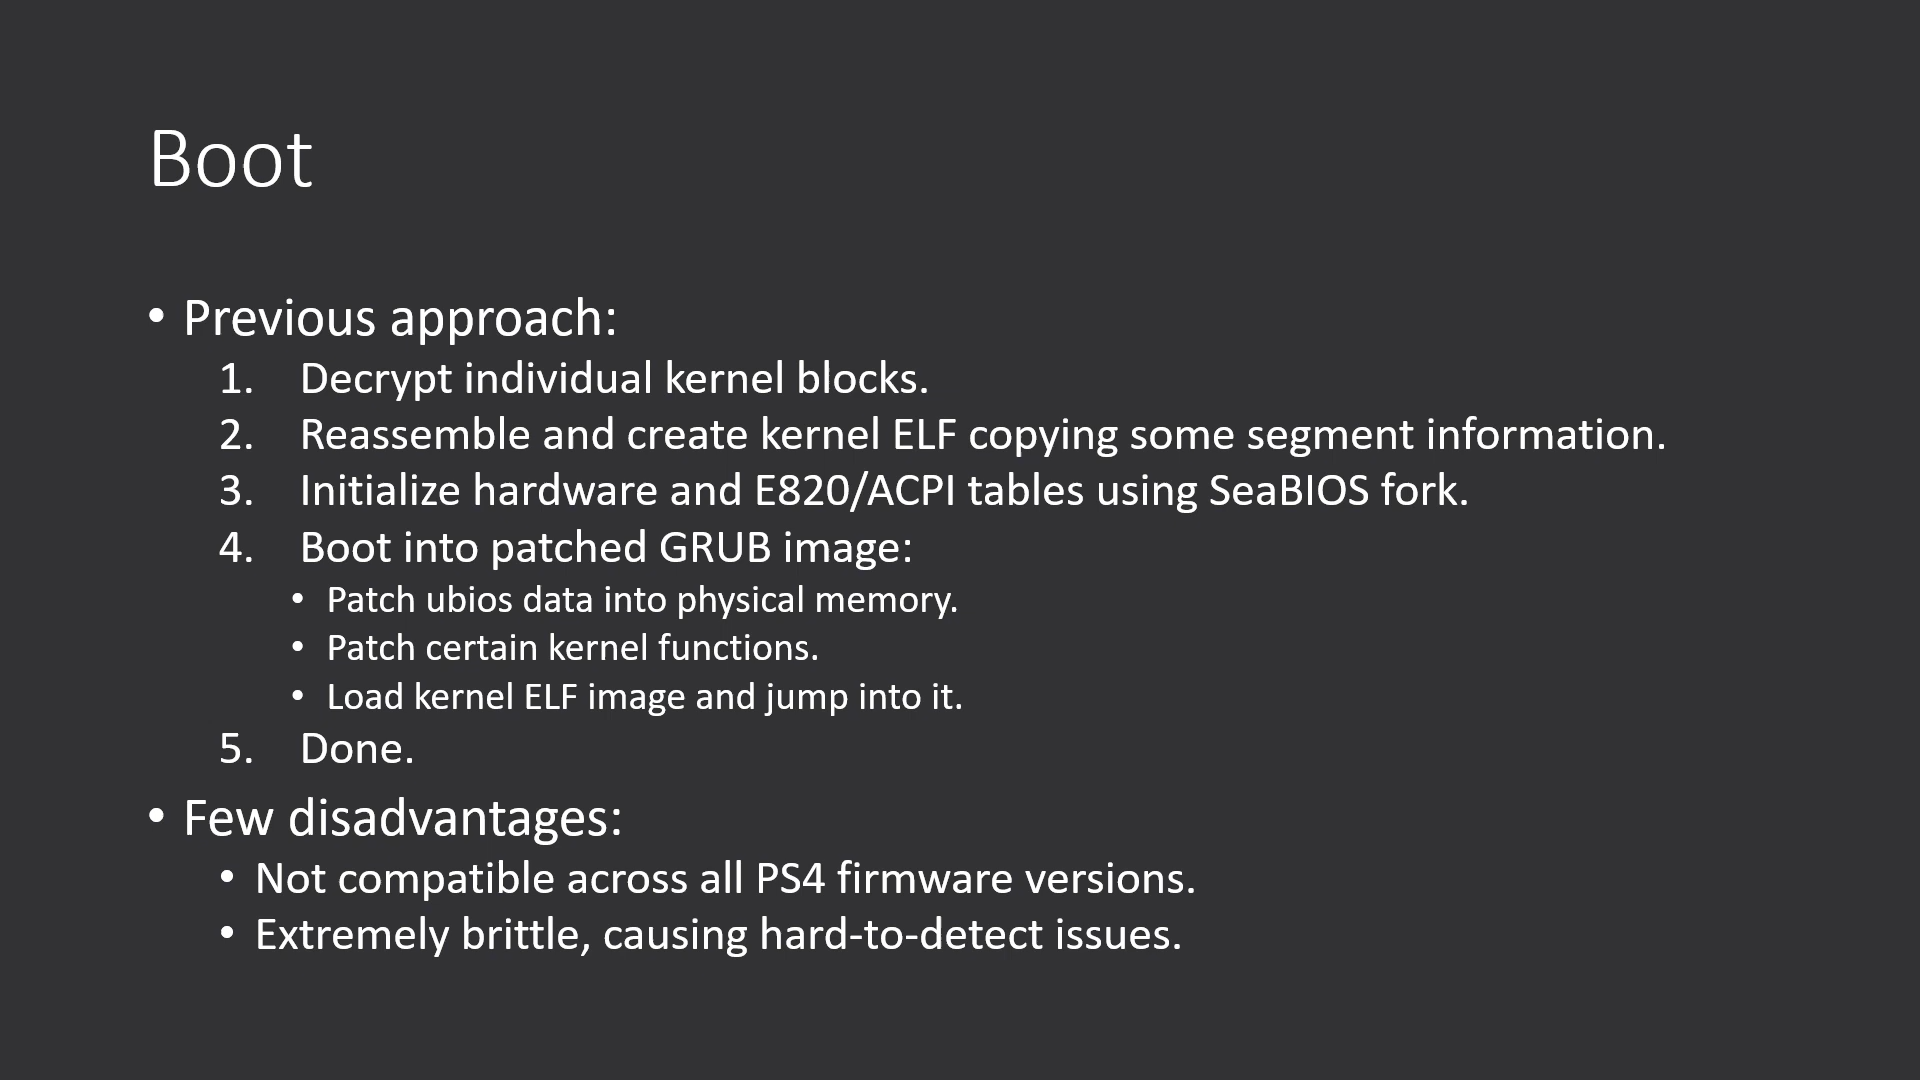 Boot
• Previous approach:
1. Decrypt individual kernel blocks.
2. Reassemble and create kernel ELF copying some segment information.
3. Initialize hardware and E820/ACPI tables using SeaBIOS fork.
4. Boot into patched GRUB image:
• Patch ubios data into physical memory.
• Patch certain kernel functions.
• Load kernel ELF image and jump into it.
5. Done.
• Few disadvantages:
• Not compatible across all PS4 firmware versions.
• Extremely brittle, causing hard-to-detect issues.